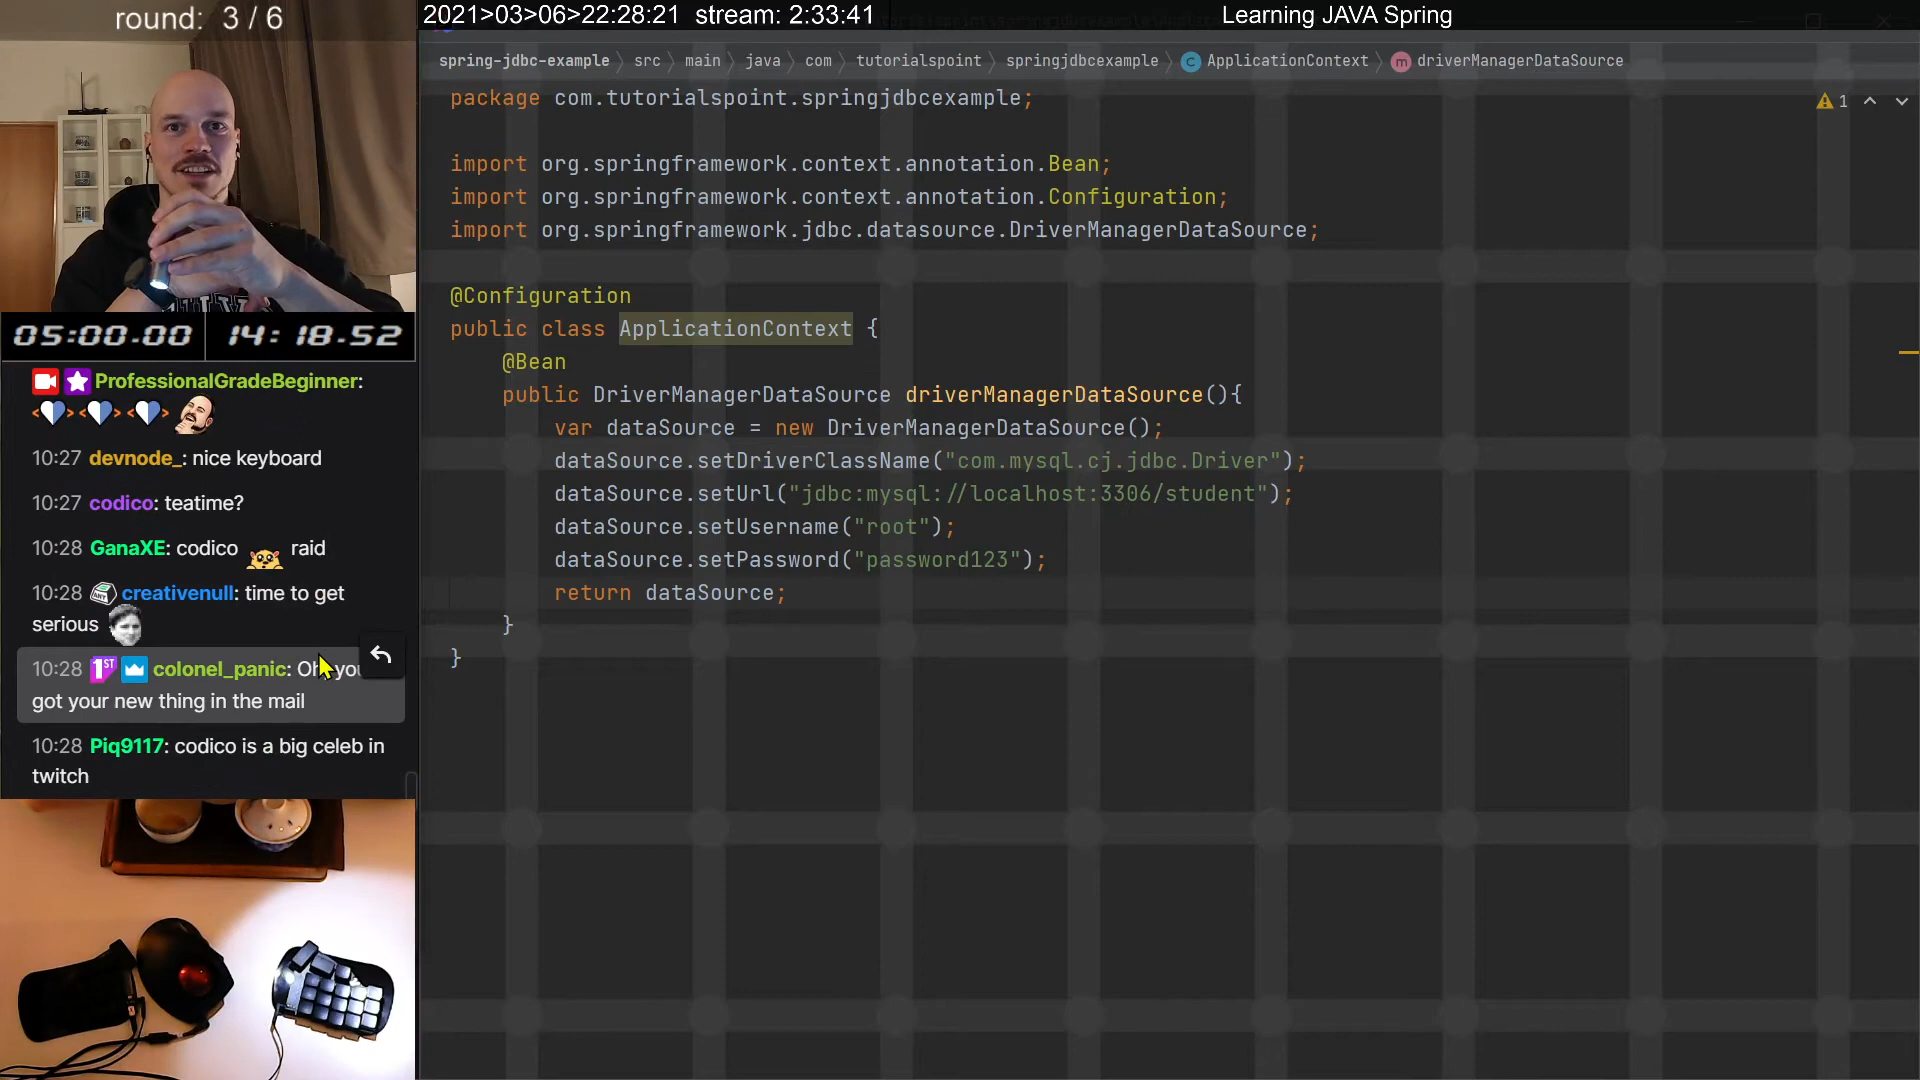 round: 3 / 6
2021>03>06>22:28:21 stream: 2:33:41
Learning JAVA Spring
spring-jdbc-example
src
main
java
com
tutorialspoint
springjdbcexample
ApplicationContext
driverManagerDataSource
package com.tutorialspoint.springjdbcexample;
1
import org.springframework.context.annotation.Bean;
import org.springframework.context.annotation.Configuration;
import org.springframework.jdbc.datasource.DriverManagerDataSource;
@Configuration
public class ApplicationContext {
@Bean
public DriverManagerDataSource driverManagerDataSource(){
var dataSource = new DriverManagerDataSource();
dataSource.setDriverClassName("com.mysql.cj.jdbc.Driver");
dataSource.setUrl("jdbc:mysql://localhost:3306/student");
dataSource.setUsername("root");
dataSource.setPassword("password123");
return dataSource;
}
}
05:00.00
14:18.52
ProfessionalGradeBeginner:
10:27 devnode_: nice keyboard
10:27 codico: teatime?
10:28 GanaXE: codico raid
10:28 creativenull: time to get
serious
10:28 1ST colonel_panic: Oh you
got your new thing in the mail
10:28 Piq9117: codico is a big celeb in
twitch